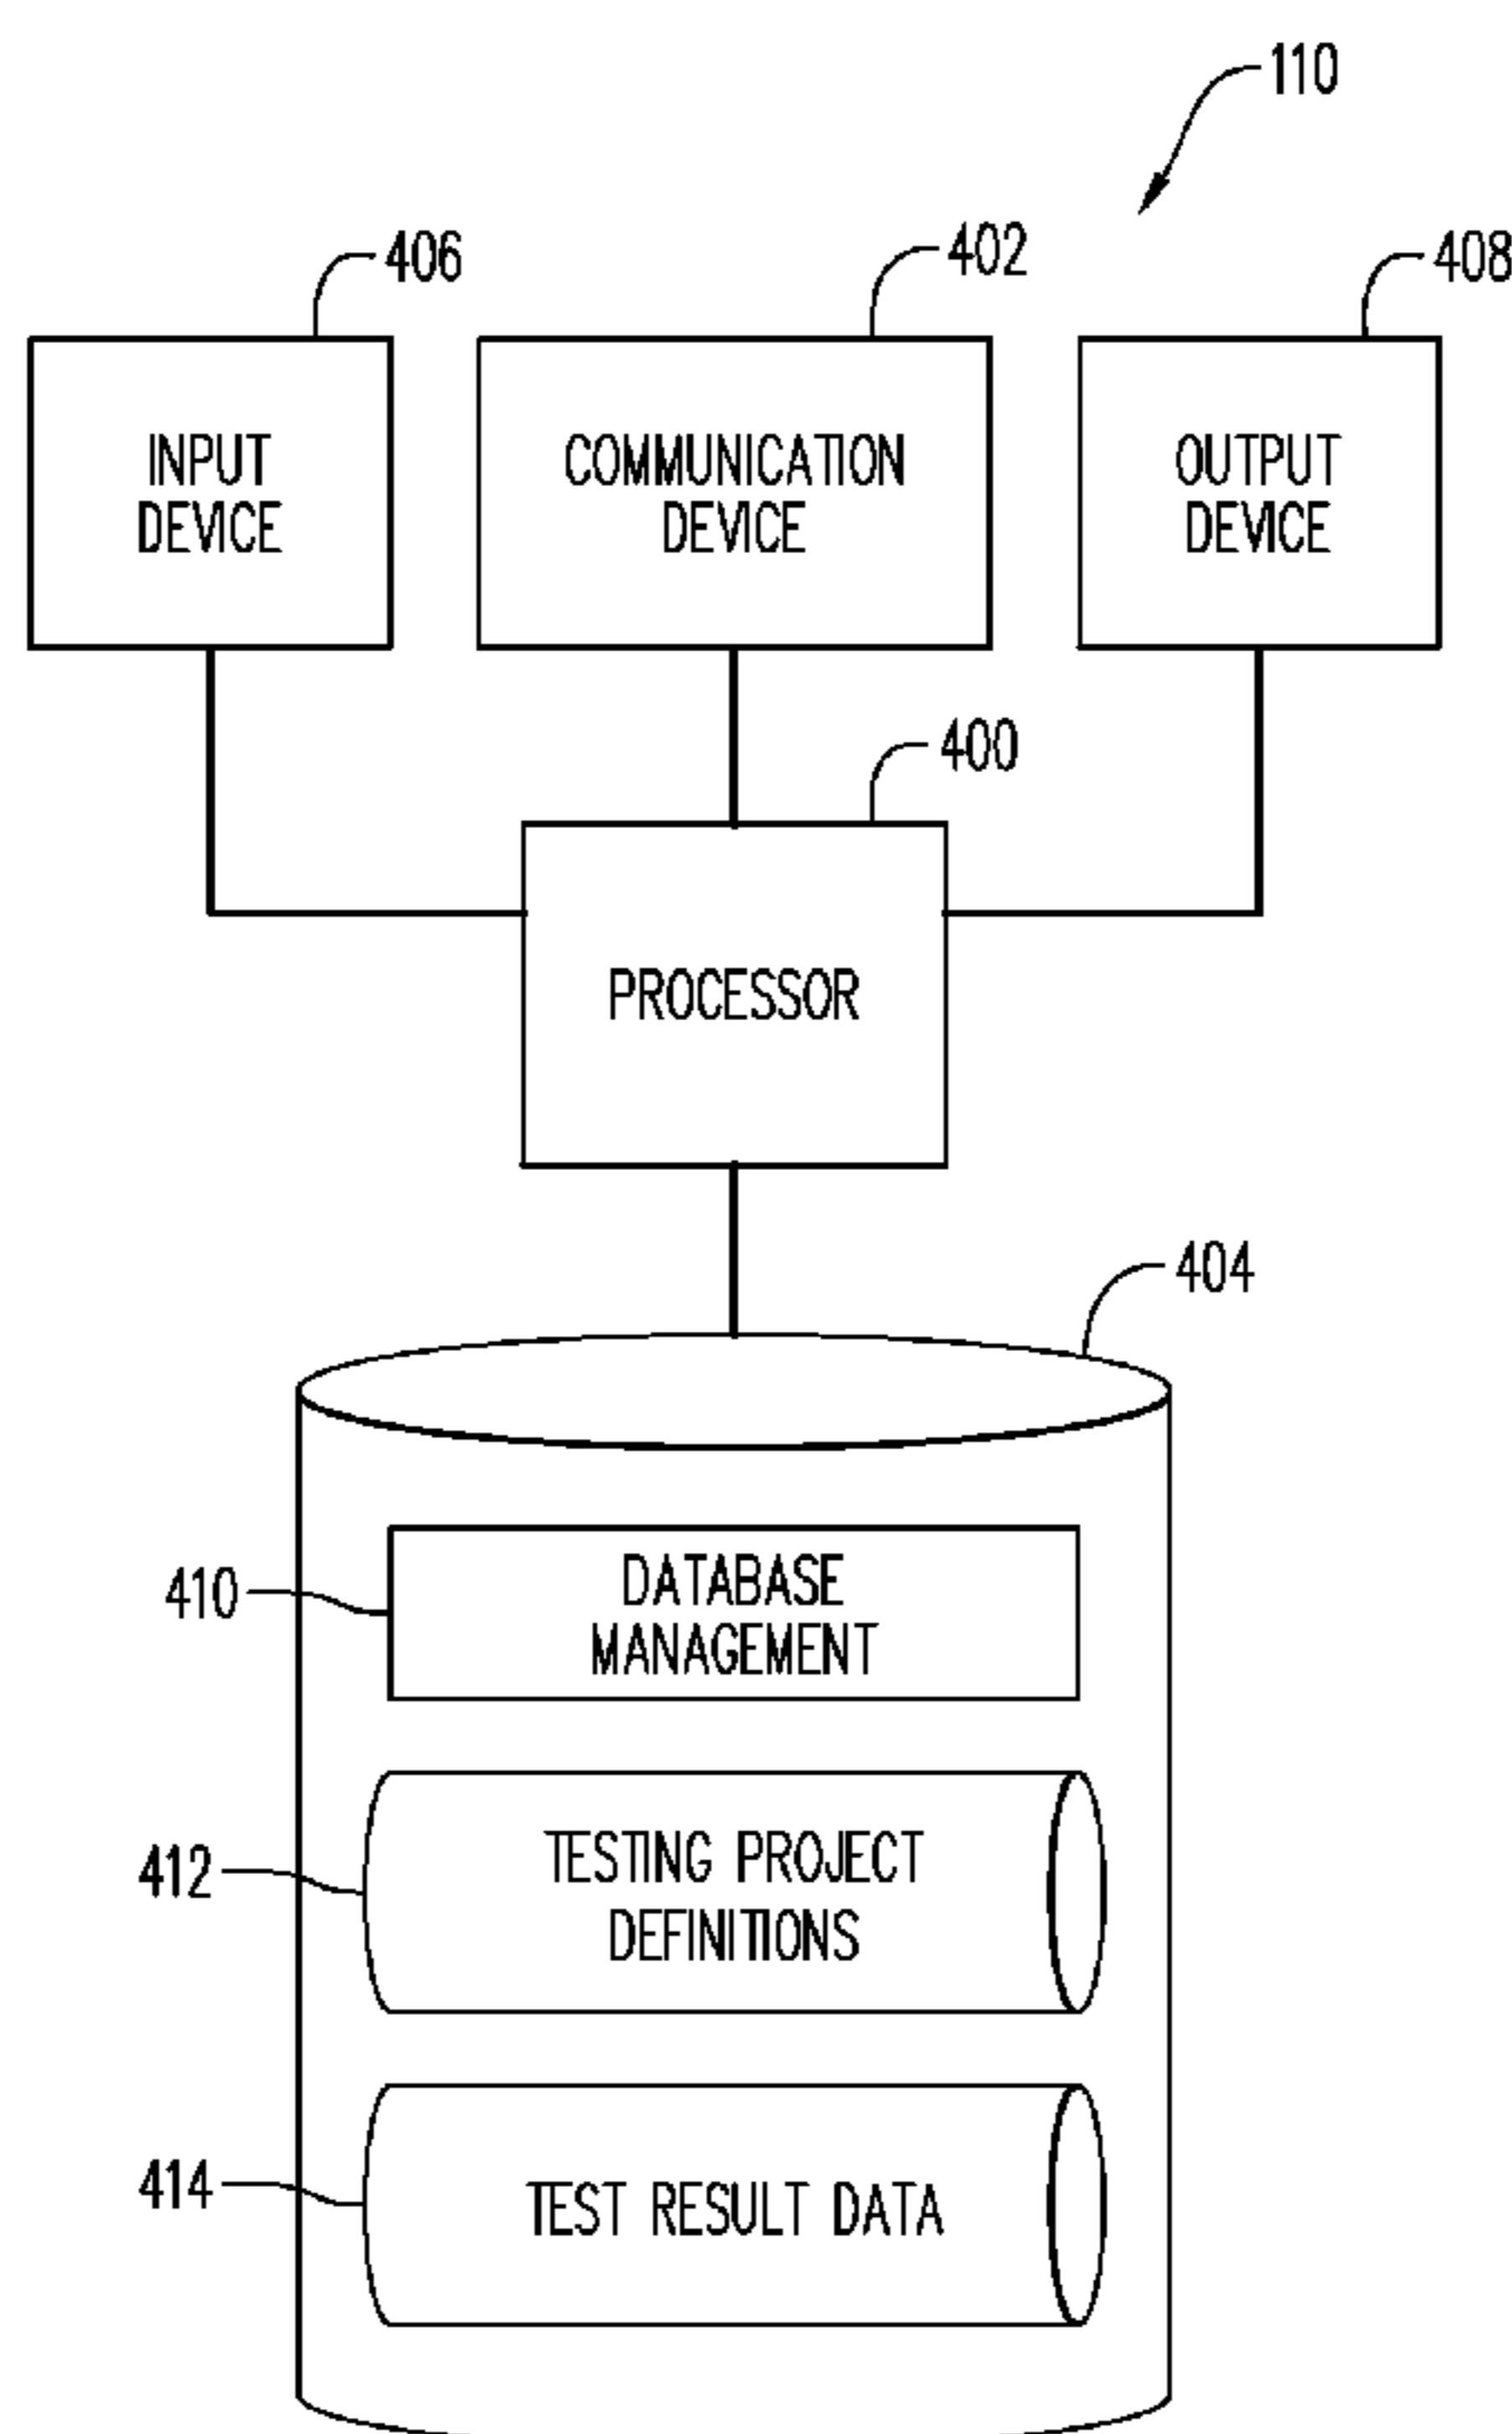 110
406
402
408
INPUT
DEVICE
COMMUNICATION
DEVICE
OUTPUT
DEVICE
400
PROCESSOR
404
410
DATABASE
MANAGEMENT
412
TESTING PROJECT
DEFINITIONS
414
TEST RESULT DATA